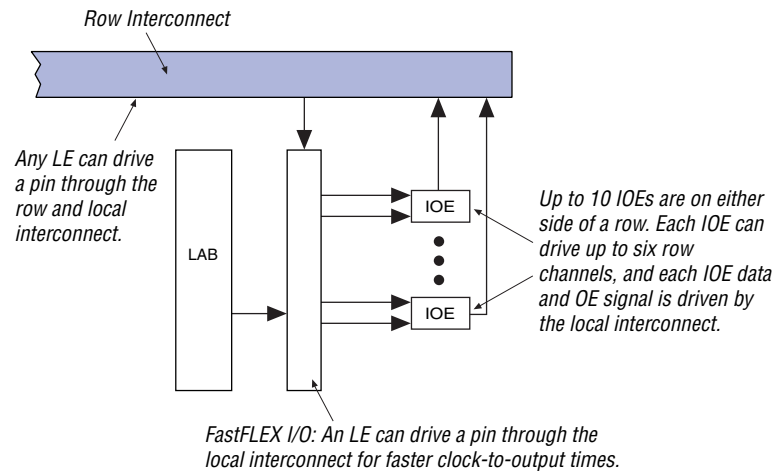 Row Interconnect
Any LE can drive
a pin through the
row and local
interconnect.
LAB
IOE
IOE
Up to 10 IOEs are on either
side of a row. Each IOE can
drive up to six row
channels, and each IOE data
and OE signal is driven by
the local interconnect.
FastFLEX I/O: An LE can drive a pin through the
local interconnect for faster clock-to-output times.